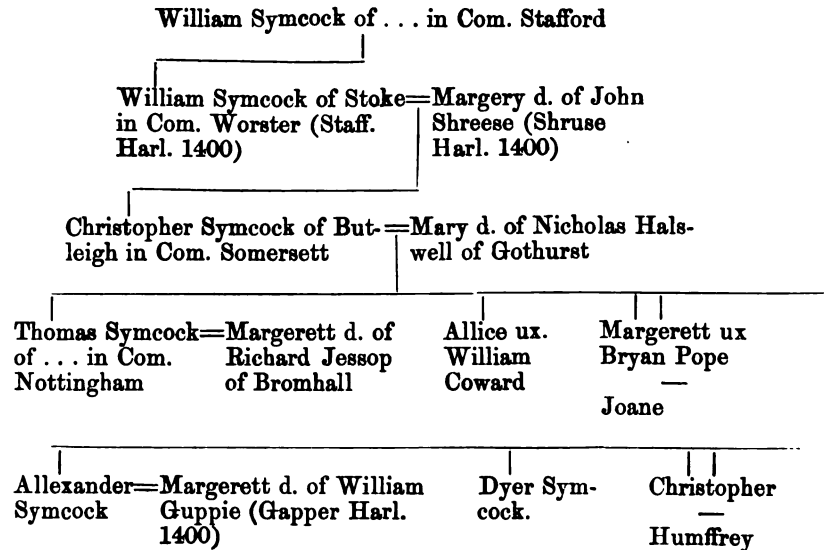 William Symcock of . . . in Com. Stafford
William Symcock of Stoke=Margery d. of John
in Com. Worster (Staff. Shreese (Shruse
Harl. 1400) Harl. 1400)
Christopher Symcock of But-=Mary d. of Nicholas Hals-
leigh in Com. Somersett well of Gothurst
Thomas Symcock=Margerett d. of Allice ux. Margerett ux
of . . . in Com. Richard Jessop William Bryan Pope
Nottingham of Bromhall Coward —
Joane
Allexander=Margerett d. of William Dyer Sym- Christopher
Symcock Guppie (Gapper Harl. cock. —
1400) Humffrey